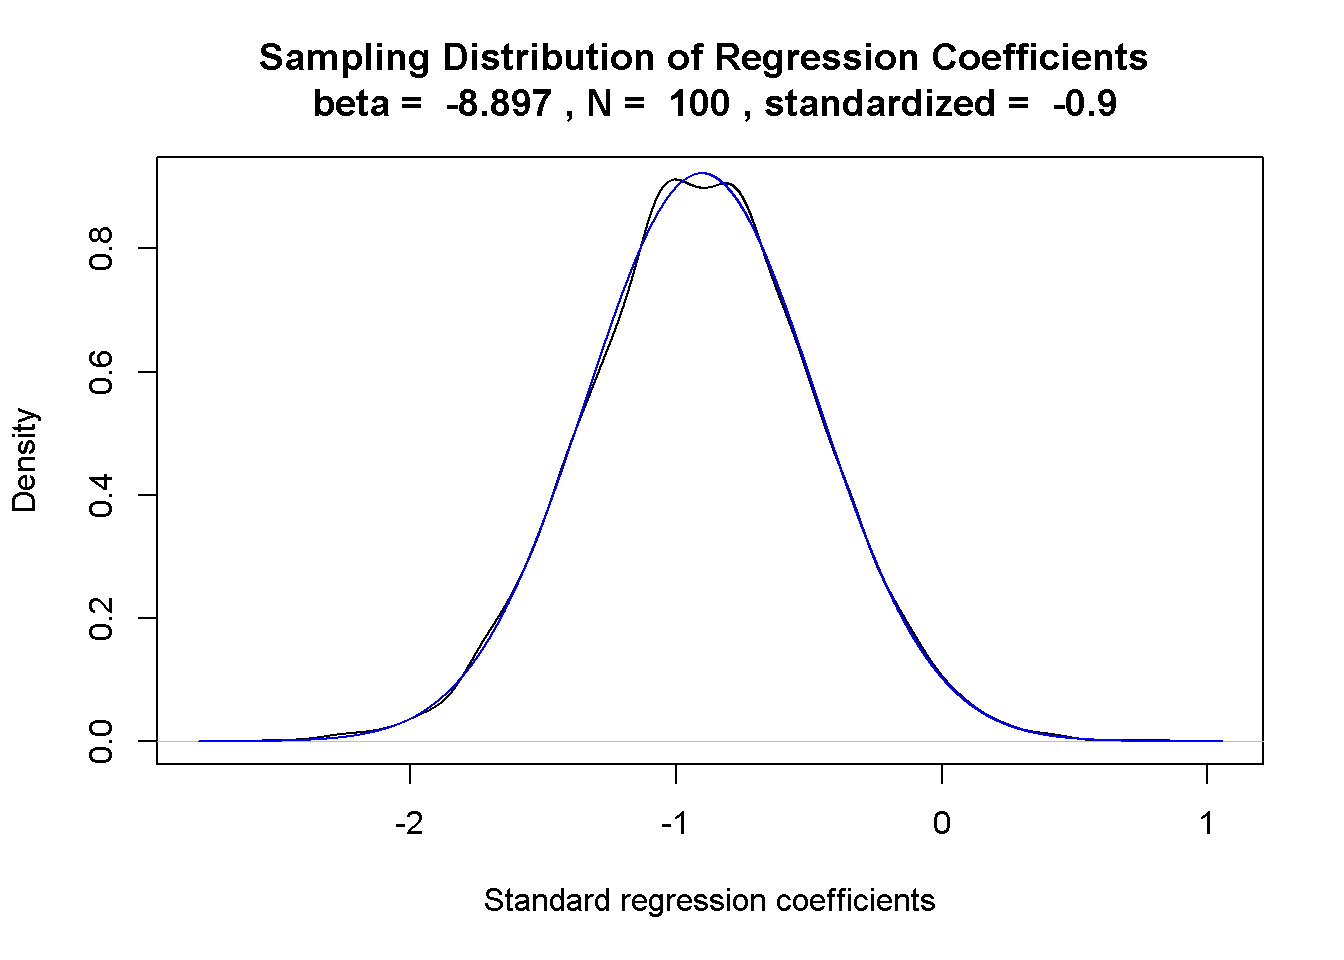 Sampling Distribution of Regression Coefficients
beta =  -8.897 , N =  100 , standardized =  -0.9
Density
0.8
0.6
0.4
0.2
0.0
-2 -1 0 1
Standard regression coefficients